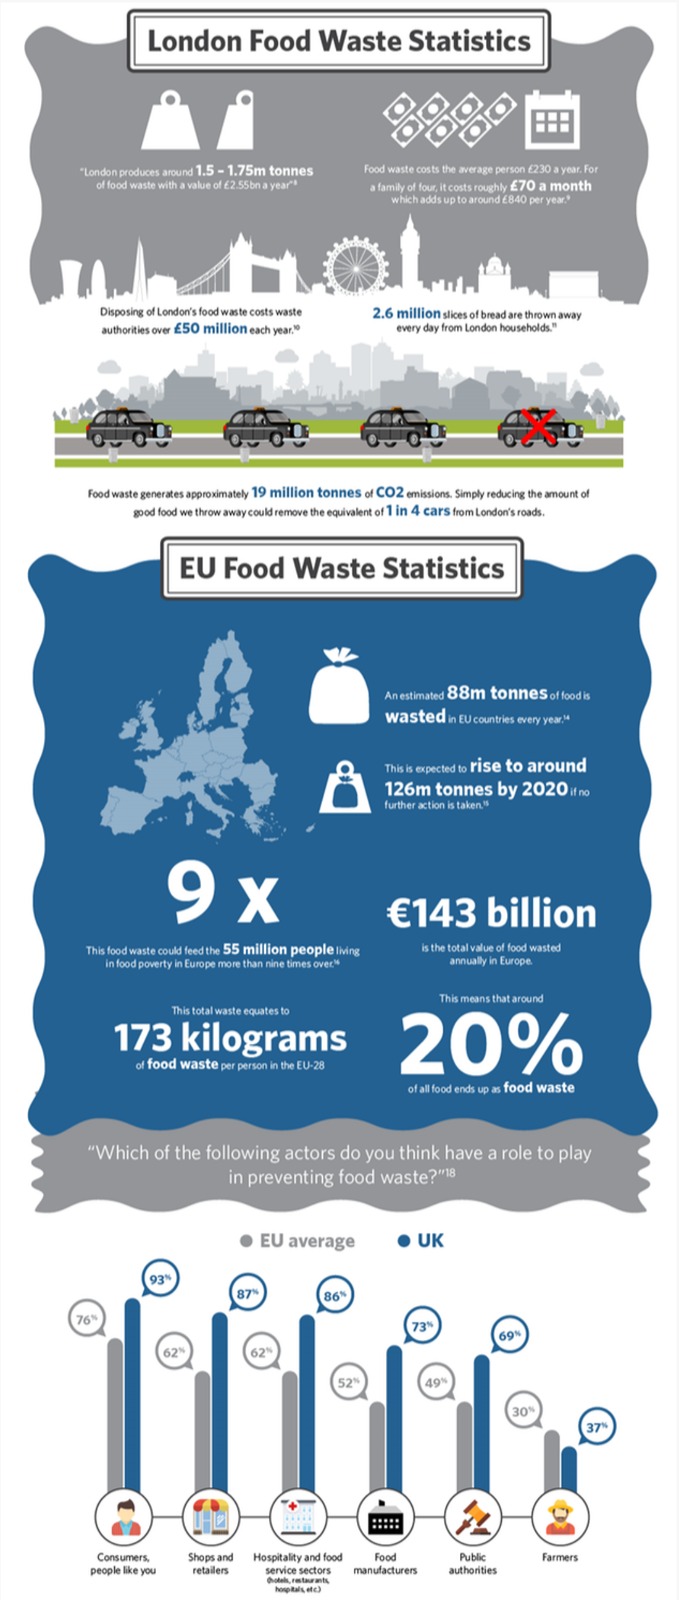 London Food Waste Statistics
"London produces around 1.5 – 1.75m tonnes
of food waste with a value of £2.55bn a year"⁸
Food waste costs the average person £230 a year. For
a family of four, it costs roughly £70 a month
which adds up to around £840 per year.⁹
Disposing of London's food waste costs waste
authorities over £50 million each year.¹⁰
2.6 million slices of bread are thrown away
every day from London households."
Food waste generates approximately 19 million tonnes of CO2 emissions. Simply reducing the amount of
good food we throw away could remove the equivalent of 1 in 4 cars from London's roads.
EU Food Waste Statistics
An estimated 88m tonnes of food is
wasted in EU countries every year.¹⁴
This is expected to rise to around
126m tonnes by 2020 if no
further action is taken.¹⁵
9 x
This food waste could feed the 55 million people living
in food poverty in Europe more than nine times over.¹⁶
€143 billion
is the total value of food wasted
annually in Europe.
This total waste equates to
173 kilograms
of food waste per person in the EU-28
This means that around
20%
of all food ends up as food waste
"Which of the following actors do you think have a role to play
in preventing food waste?"¹⁸
EU average
UK
76%
93%
62%
87%
62%
86%
52%
73%
49%
69%
30%
37%
Consumers,
people like you
Shops and
retailers
Hospitality and food
service sectors
(hotels, restaurants,
hospitals, etc.)
Food
manufacturers
Public
authorities
Farmers